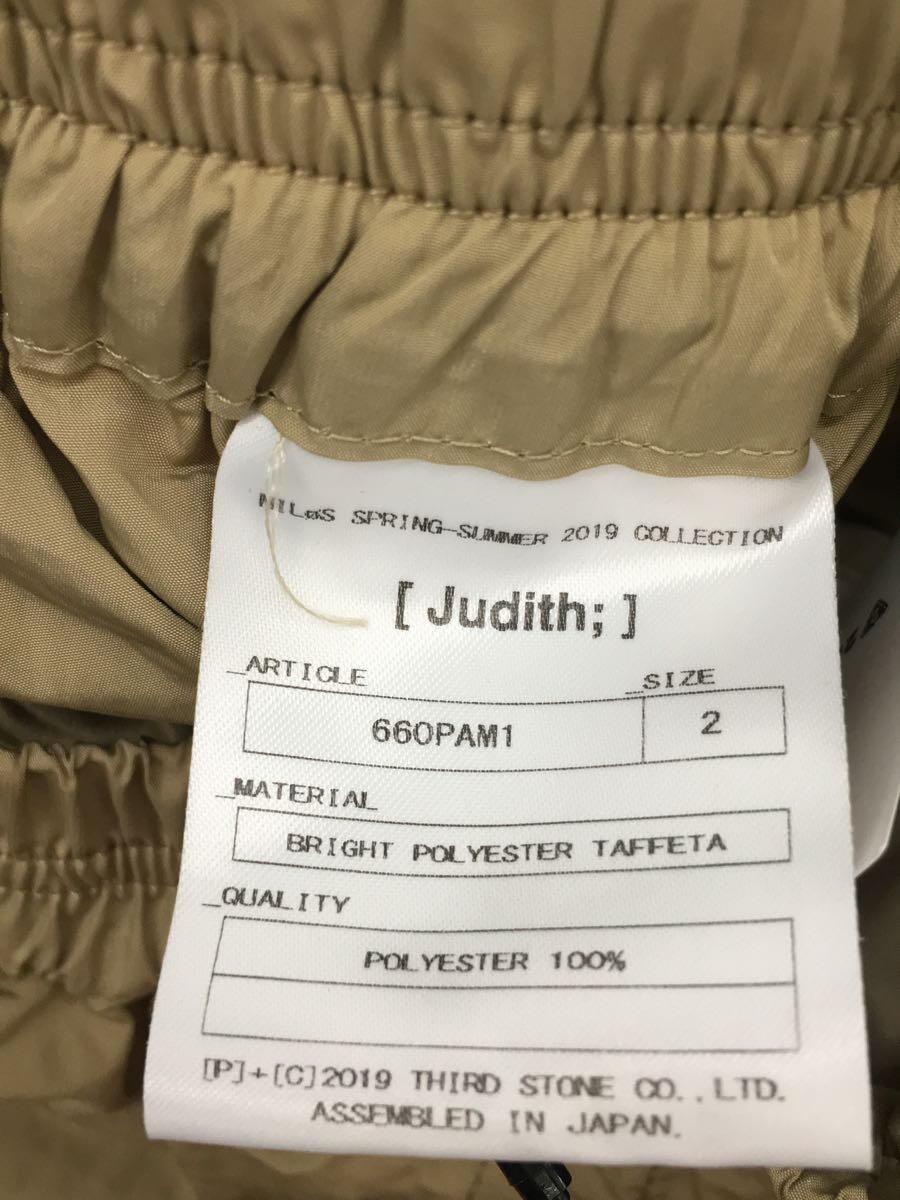 NILøS SPRING-SUMMER 2019 COLLECTION
[ Judith; ]
_ARTICLE _SIZE
660PAM1 2
_MATERIAL
BRIGHT POLYESTER TAFFETA
_QUALITY
POLYESTER 100%
[P]+[C]2019 THIRD STONE CO.,LTD.
ASSEMBLED IN JAPAN.